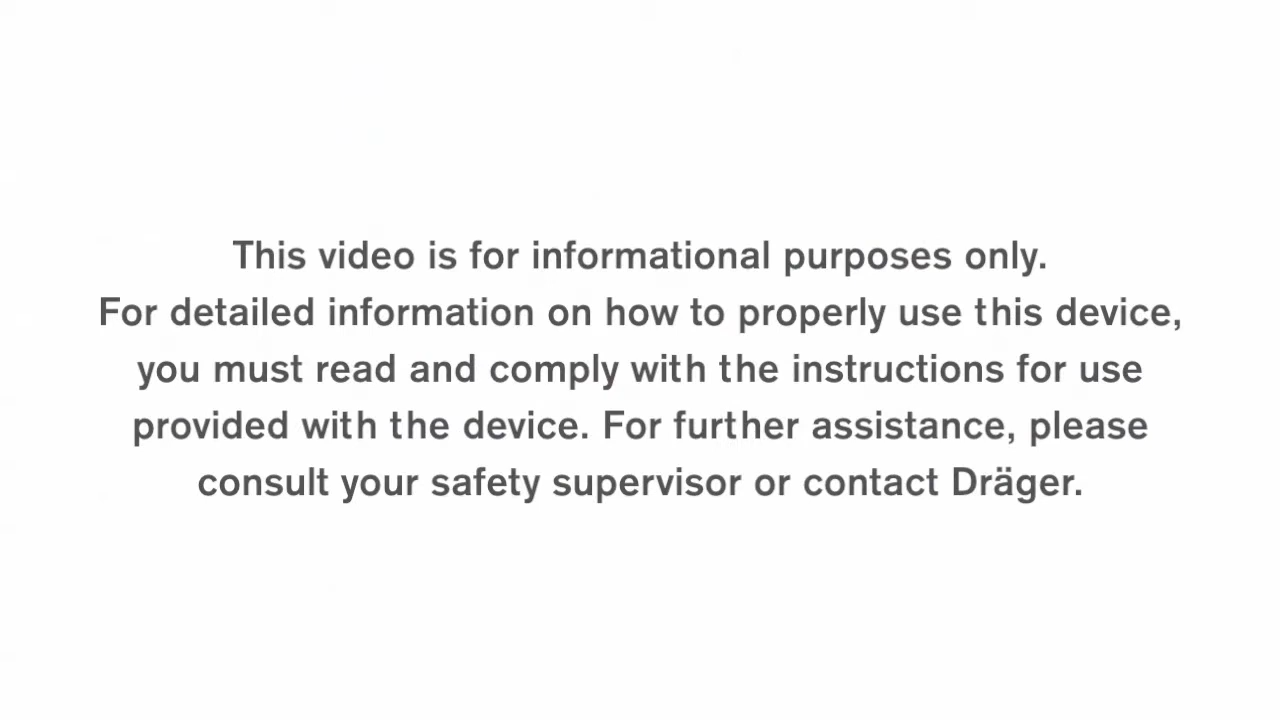 This video is for informational purposes only.
For detailed information on how to properly use this device,
you must read and comply with the instructions for use
provided with the device. For further assistance, please
consult your safety supervisor or contact Dräger.